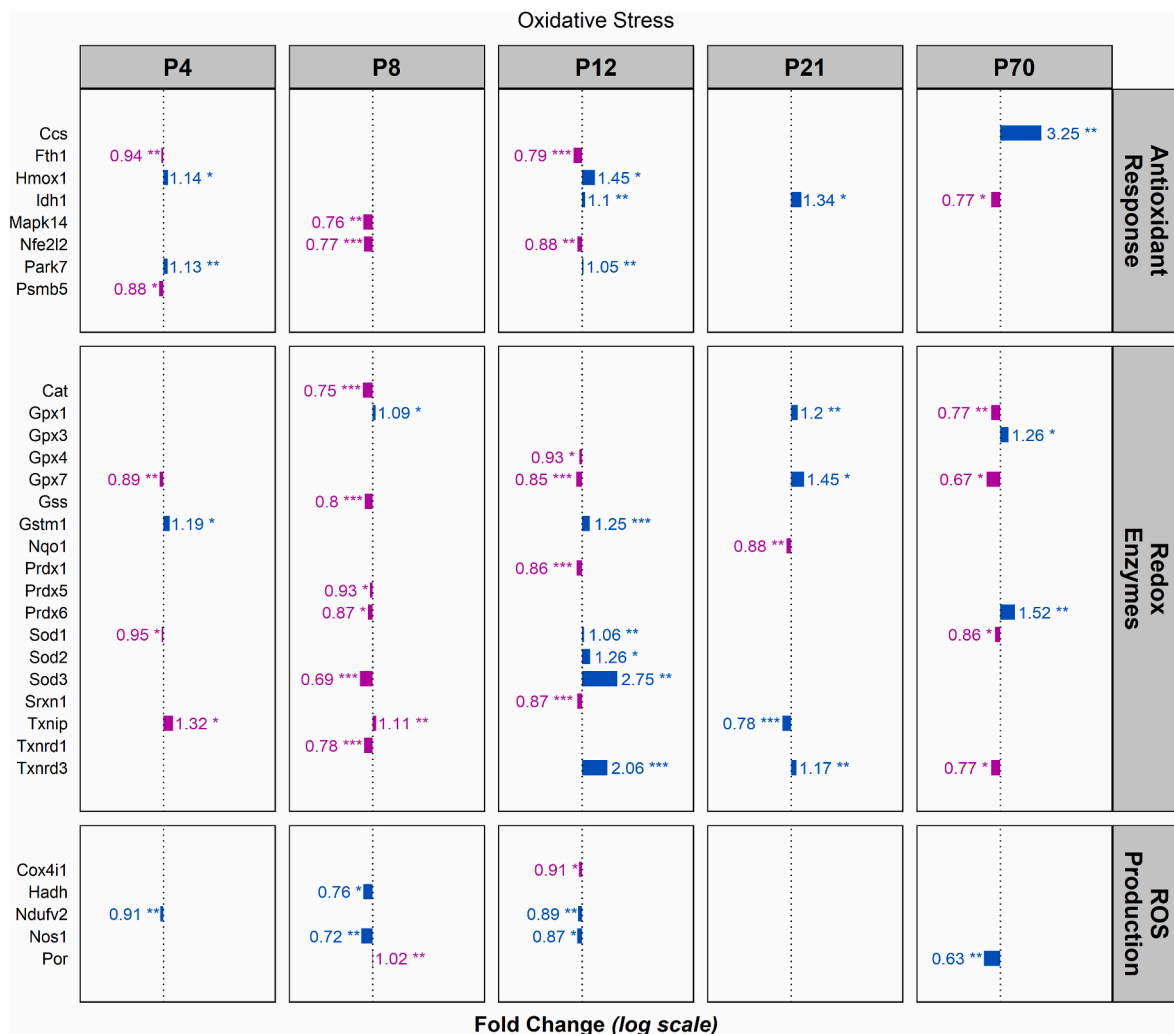 Oxidative Stress
P4 P8 P12 P21 P70
Antioxidant
Response
Ccs 3.25 **
Fth1 0.94 ** 0.79 ***
Hmox1 1.14 * 1.45 *
Idh1 1.1 ** 1.34 * 0.77 *
Mapk14 0.76 **
Nfe2l2 0.77 *** 0.88 **
Park7 1.13 ** 1.05 **
Psmb5 0.88 *
Redox
Enzymes
Cat 0.75 ***
Gpx1 1.09 * 1.2 ** 0.77 **
Gpx3 1.26 *
Gpx4 0.93 *
Gpx7 0.89 ** 0.85 *** 1.45 * 0.67 *
Gss 0.8 ***
Gstm1 1.19 * 1.25 ***
Nqo1 0.88 **
Prdx1 0.86 ***
Prdx5 0.93 *
Prdx6 0.87 * 1.52 **
Sod1 0.95 * 1.06 ** 0.86 *
Sod2 1.26 *
Sod3 0.69 *** 2.75 **
Srxn1 0.87 ***
Txnip 1.32 * 1.11 ** 0.78 ***
Txnrd1 0.78 ***
Txnrd3 2.06 *** 1.17 ** 0.77 *
ROS
Production
Cox4i1 0.91 *
Hadh 0.76 *
Ndufv2 0.91 ** 0.89 **
Nos1 0.72 ** 0.87 *
Por 1.02 ** 0.63 **
Fold Change (log scale)